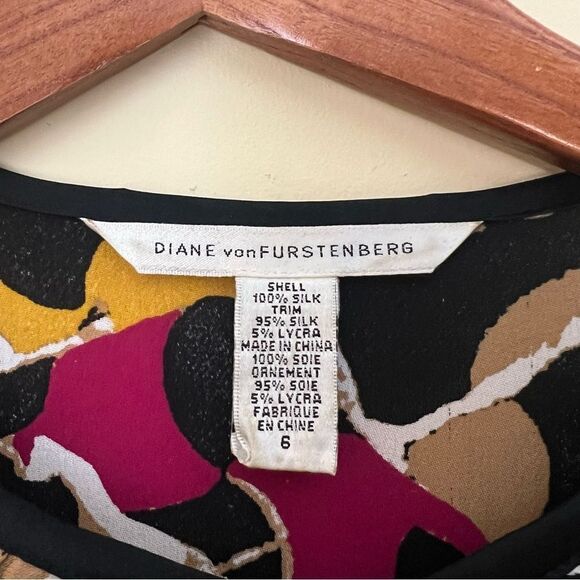 DIANE vonFURSTENBERG
SHELL
100% SILK
TRIM
95% SILK
5% LYCRA
MADE IN CHINA
100% SOIE
ORNEMENT
95% SOIE
5% LYCRA
FABRIQUE
EN CHINE
6